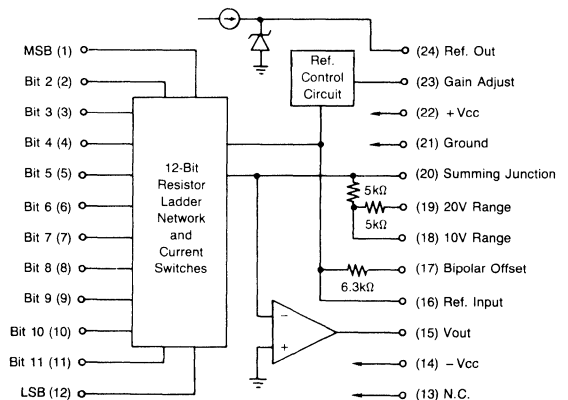 MSB (1)
Bit 2 (2)
Bit 3 (3)
Bit 4 (4)
Bit 5 (5)
Bit 6 (6)
Bit 7 (7)
Bit 8 (8)
Bit 9 (9)
Bit 10 (10)
Bit 11 (11)
LSB (12)
12-Bit
Resistor
Ladder
Network
and
Current
Switches
Ref.
Control
Circuit
(24) Ref. Out
(23) Gain Adjust
(22) + Vcc
(21) Ground
(20) Summing Junction
5kΩ
(19) 20V Range
5kΩ
(18) 10V Range
(17) Bipolar Offset
6.3kΩ
(16) Ref. Input
−
+
(15) Vout
(14) – Vcc
(13) N.C.